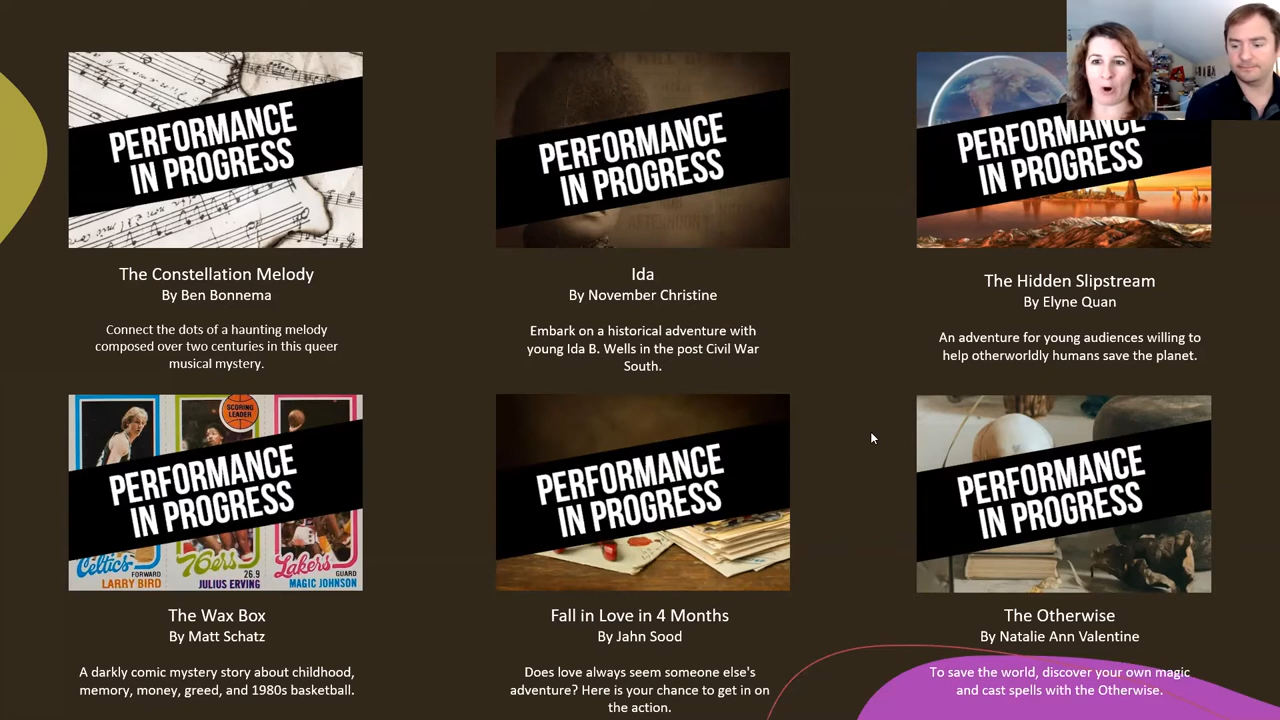 PERFORMANCE
IN PROGRESS
The Constellation Melody
By Ben Bonnema
Connect the dots of a haunting melody
composed over two centuries in this queer
musical mystery.
PERFORMANCE
IN PROGRESS
AFTERNOON
Ida
By November Christine
Embark on a historical adventure with
young Ida B. Wells in the post Civil War
South.
PERFORMANCE
IN PROGRESS
The Hidden Slipstream
By Elyne Quan
An adventure for young audiences willing to
help otherworldly humans save the planet.
SCORING
LEADER
PERFORMANCE
IN PROGRESS
Celtics
FORWARD
LARRY BIRD
76ers
26.9
JULIUS ERVING
Lakers
GUARD
MAGIC JOHNSON
The Wax Box
By Matt Schatz
A darkly comic mystery story about childhood,
memory, money, greed, and 1980s basketball.
PERFORMANCE
IN PROGRESS
Fall in Love in 4 Months
By Jahn Sood
Does love always seem someone else's
adventure? Here is your chance to get in on
the action.
PERFORMANCE
IN PROGRESS
The Otherwise
By Natalie Ann Valentine
To save the world, discover your own magic
and cast spells with the Otherwise.